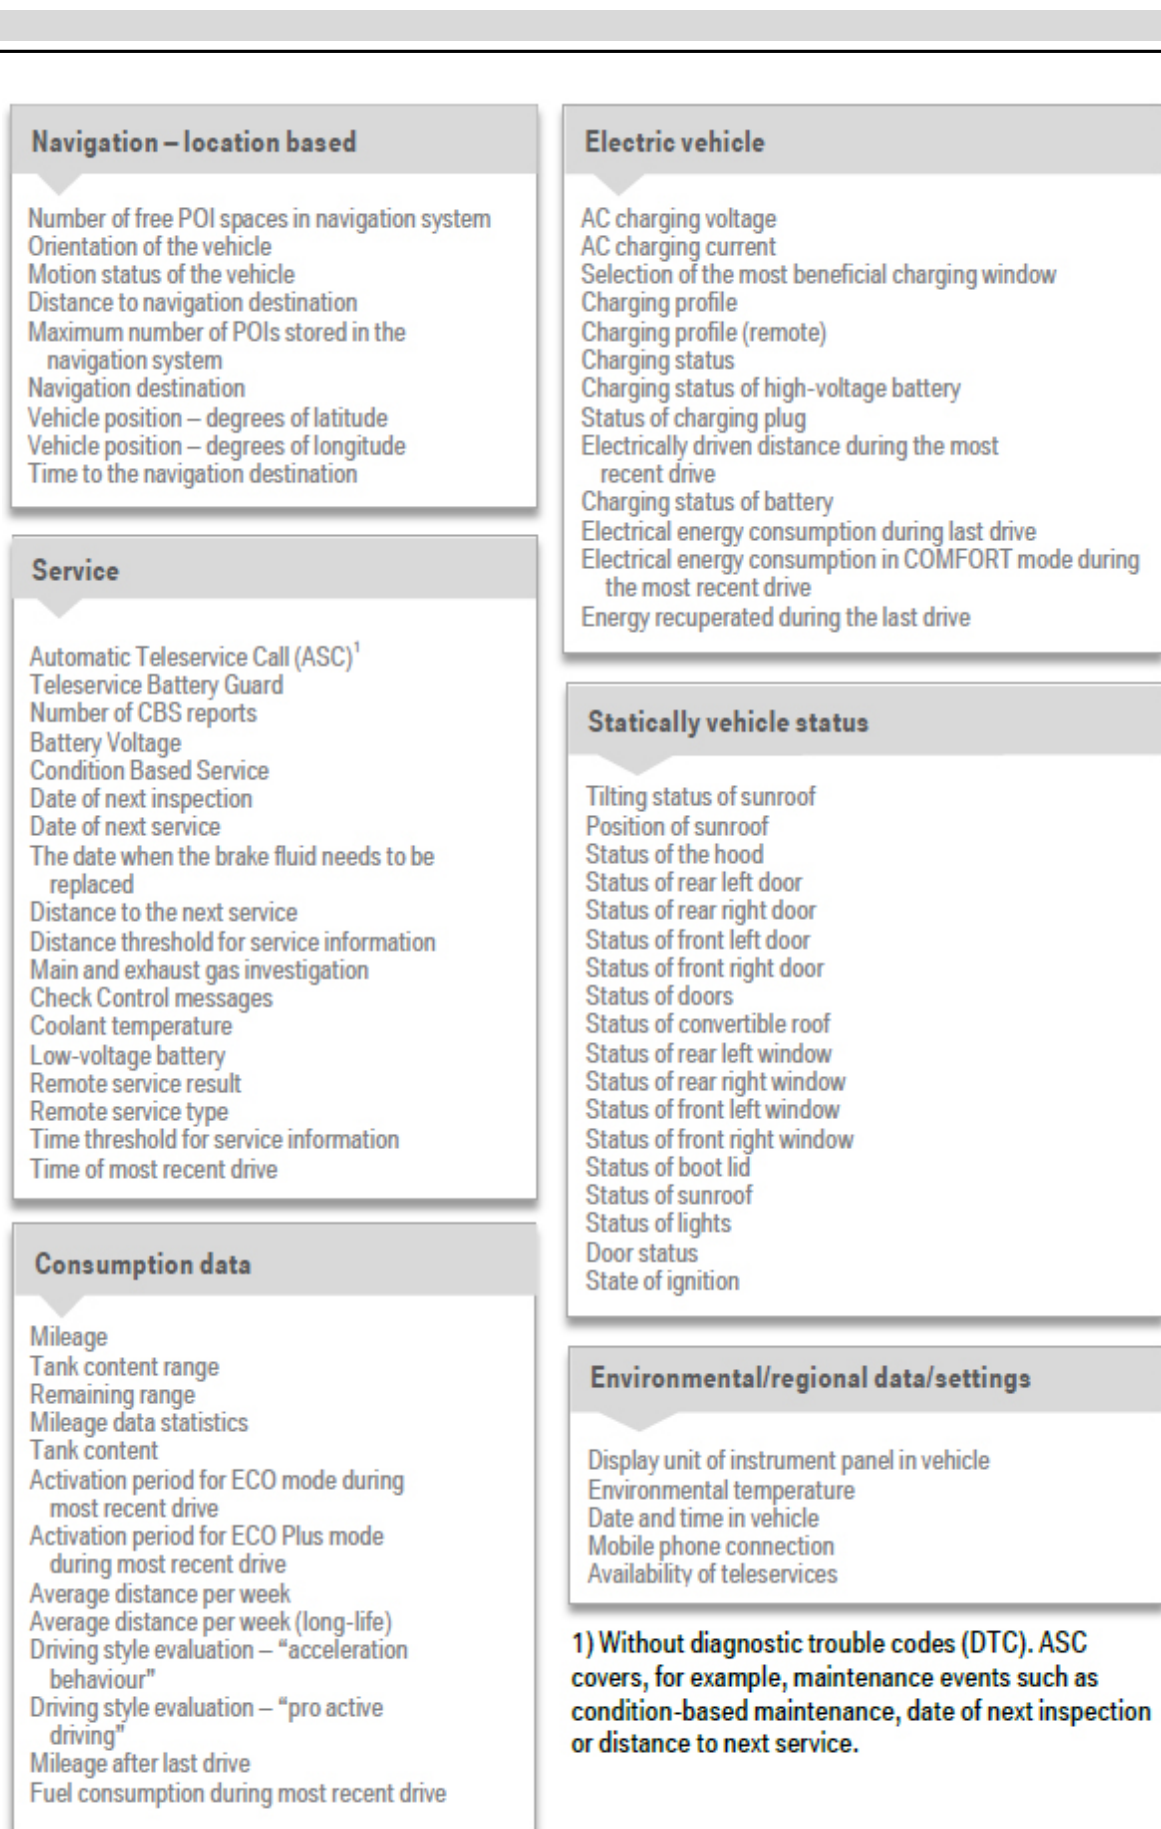 Navigation – location based
Number of free POI spaces in navigation system
Orientation of the vehicle
Motion status of the vehicle
Distance to navigation destination
Maximum number of POIs stored in the
navigation system
Navigation destination
Vehicle position – degrees of latitude
Vehicle position – degrees of longitude
Time to the navigation destination
Service
Automatic Teleservice Call (ASC)¹
Teleservice Battery Guard
Number of CBS reports
Battery Voltage
Condition Based Service
Date of next inspection
Date of next service
The date when the brake fluid needs to be
replaced
Distance to the next service
Distance threshold for service information
Main and exhaust gas investigation
Check Control messages
Coolant temperature
Low-voltage battery
Remote service result
Remote service type
Time threshold for service information
Time of most recent drive
Consumption data
Mileage
Tank content range
Remaining range
Mileage data statistics
Tank content
Activation period for ECO mode during
most recent drive
Activation period for ECO Plus mode
during most recent drive
Average distance per week
Average distance per week (long-life)
Driving style evaluation – “acceleration
behaviour”
Driving style evaluation – “pro active
driving”
Mileage after last drive
Fuel consumption during most recent drive
Electric vehicle
AC charging voltage
AC charging current
Selection of the most beneficial charging window
Charging profile
Charging profile (remote)
Charging status
Charging status of high-voltage battery
Status of charging plug
Electrically driven distance during the most
recent drive
Charging status of battery
Electrical energy consumption during last drive
Electrical energy consumption in COMFORT mode during
the most recent drive
Energy recuperated during the last drive
Statically vehicle status
Tilting status of sunroof
Position of sunroof
Status of the hood
Status of rear left door
Status of rear right door
Status of front left door
Status of front right door
Status of doors
Status of convertible roof
Status of rear left window
Status of rear right window
Status of front left window
Status of front right window
Status of boot lid
Status of sunroof
Status of lights
Door status
State of ignition
Environmental/regional data/settings
Display unit of instrument panel in vehicle
Environmental temperature
Date and time in vehicle
Mobile phone connection
Availability of teleservices
1) Without diagnostic trouble codes (DTC). ASC
covers, for example, maintenance events such as
condition-based maintenance, date of next inspection
or distance to next service.